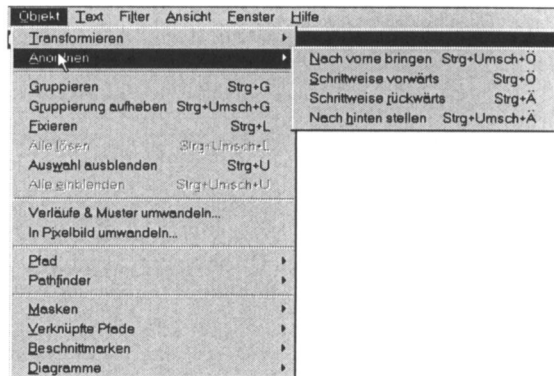 Objekt Text Filter Ansicht Fenster Hilfe
Transformieren
Anordnen
Gruppieren Strg+G
Gruppierung aufheben Strg+Umsch+G
Fixieren Strg+L
Alle lösen Strg+Umsch+L
Auswahl ausblenden Strg+U
Alle einblenden Strg+Umsch+U
Verläufe & Muster umwandeln...
In Pixelbild umwandeln...
Pfad
Pathfinder
Masken
Verknüpfte Pfade
Beschnittmarken
Diagramme
Nach vorne bringen Strg+Umsch+Ö
Schrittweise vorwärts Strg+Ö
Schrittweise rückwärts Strg+Ä
Nach hinten stellen Strg+Umsch+Ä